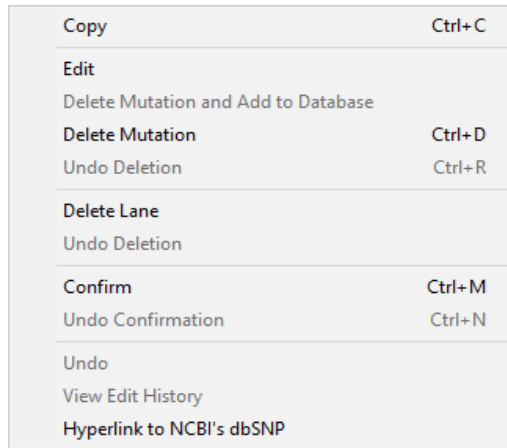 Copy Ctrl+C
Edit
Delete Mutation and Add to Database
Delete Mutation Ctrl+D
Undo Deletion Ctrl+R
Delete Lane
Undo Deletion
Confirm Ctrl+M
Undo Confirmation Ctrl+N
Undo
View Edit History
Hyperlink to NCBI's dbSNP